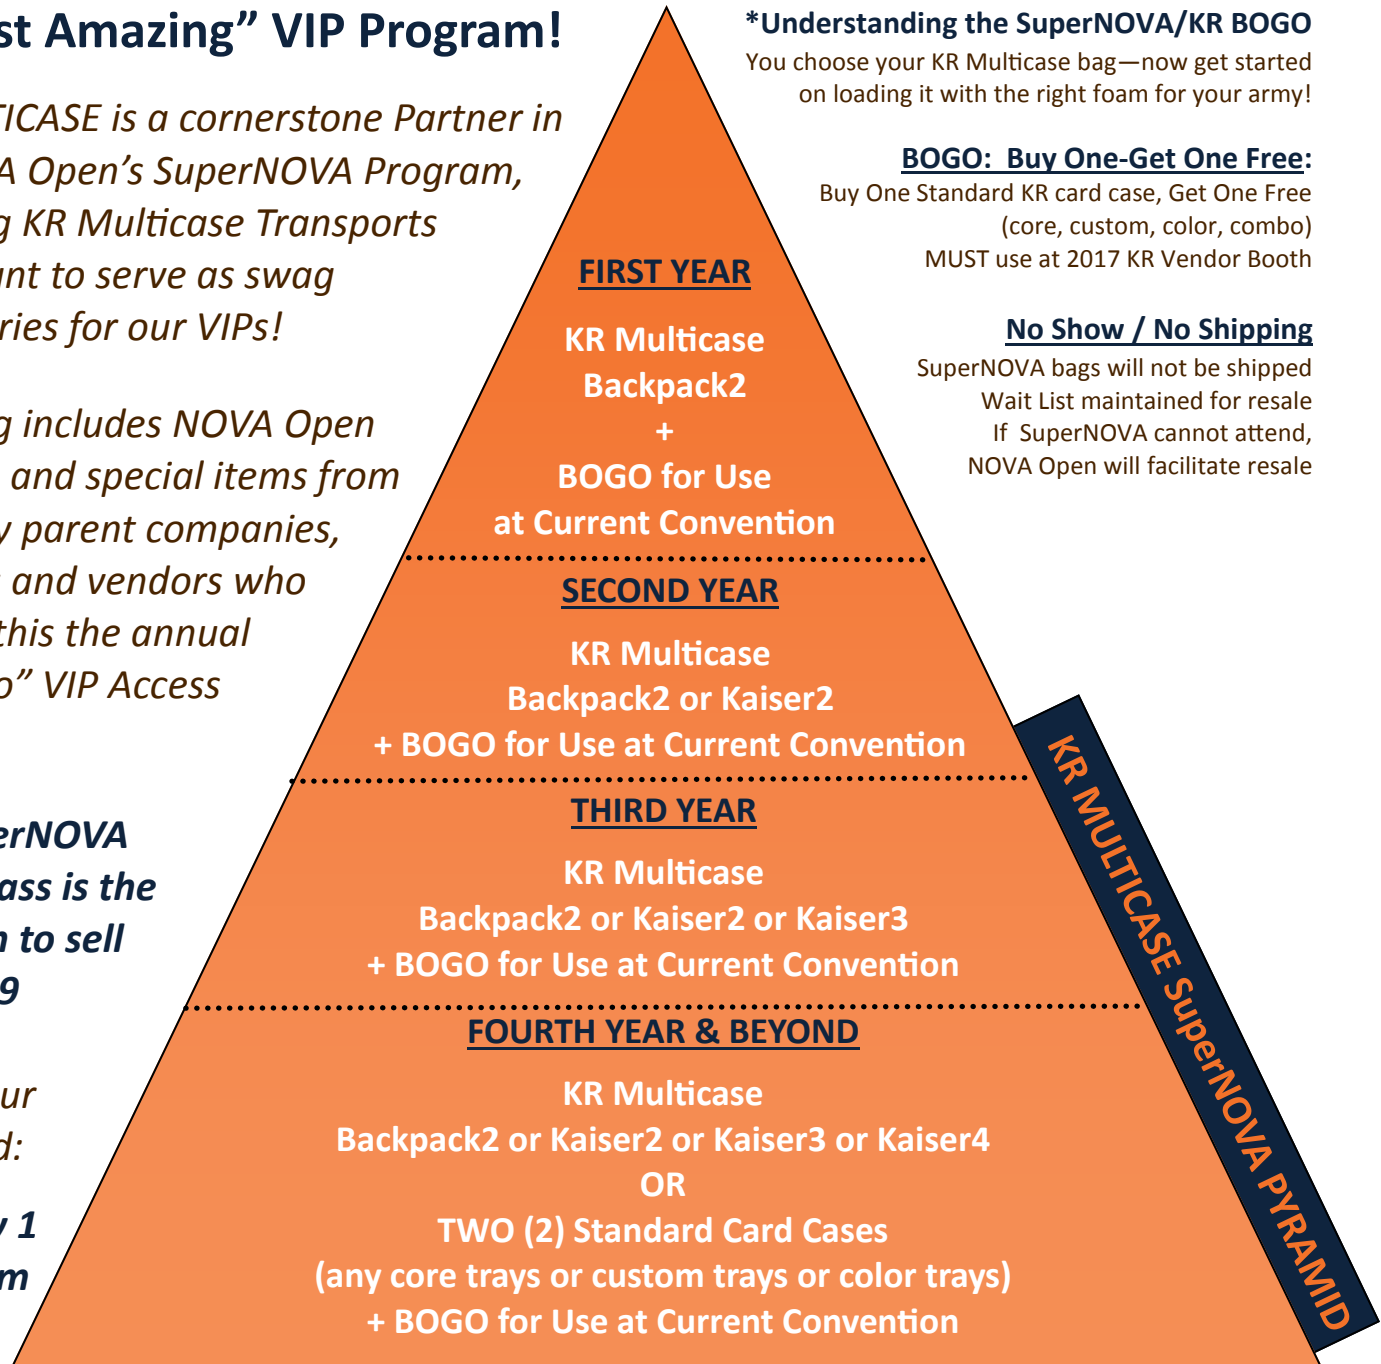 st Amazing” VIP Program!
TICASE is a cornerstone Partner in
A Open’s SuperNOVA Program,
g KR Multicase Transports
ant to serve as swag
ries for our VIPs!
g includes NOVA Open
, and special items from
y parent companies,
s and vendors who
this the annual
o” VIP Access
erNOVA
ass is the
n to sell
9
ur
d:
y 1
m
*Understanding the SuperNOVA/KR BOGO
You choose your KR Multicase bag—now get started
on loading it with the right foam for your army!
BOGO:  Buy One-Get One Free:
Buy One Standard KR card case, Get One Free
(core, custom, color, combo)
MUST use at 2017 KR Vendor Booth
No Show / No Shipping
SuperNOVA bags will not be shipped
Wait List maintained for resale
If  SuperNOVA cannot attend,
NOVA Open will facilitate resale
FIRST YEAR
KR Multicase
Backpack2
+
BOGO for Use
at Current Convention
SECOND YEAR
KR Multicase
Backpack2 or Kaiser2
+ BOGO for Use at Current Convention
THIRD YEAR
KR Multicase
Backpack2 or Kaiser2 or Kaiser3
+ BOGO for Use at Current Convention
FOURTH YEAR & BEYOND
KR Multicase
Backpack2 or Kaiser2 or Kaiser3 or Kaiser4
OR
TWO (2) Standard Card Cases
(any core trays or custom trays or color trays)
+ BOGO for Use at Current Convention
KR MULTICASE SuperNOVA PYRAMID